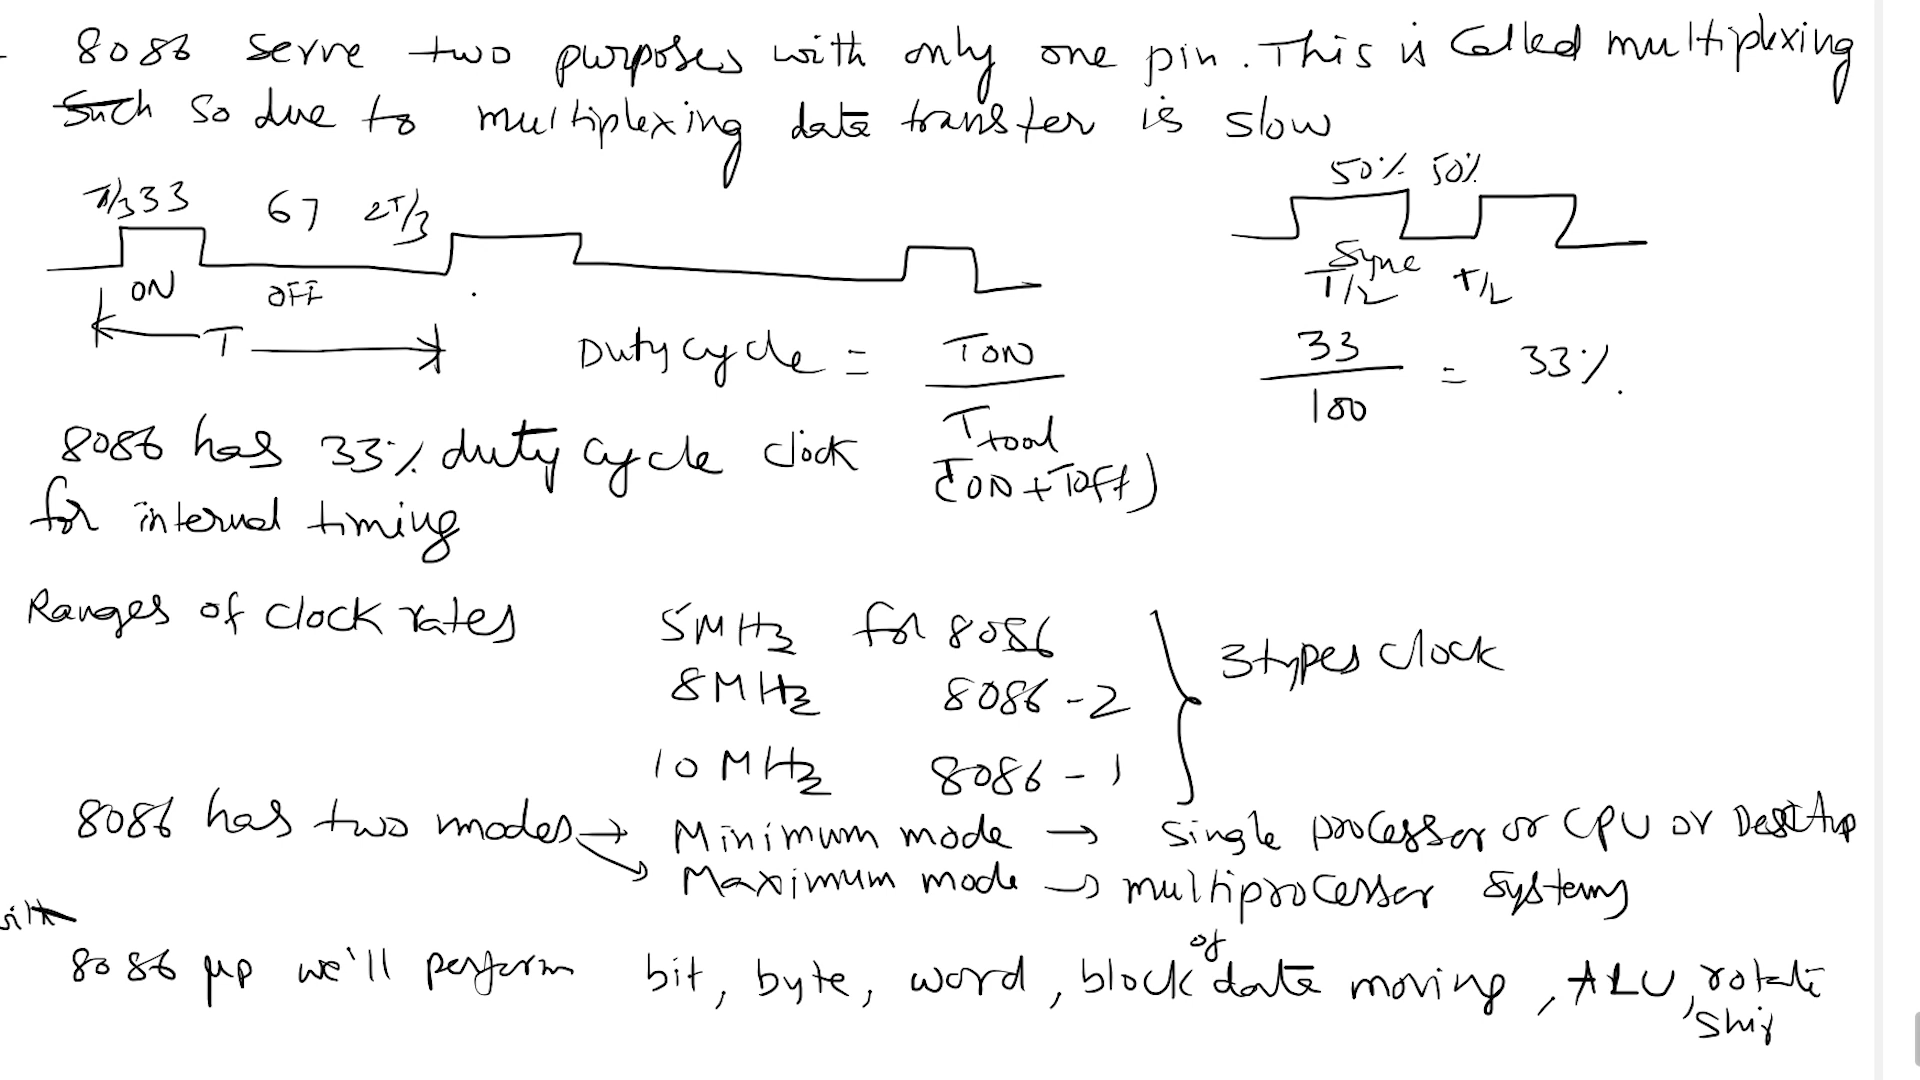 8086 serve two purposes with only one pin. This is Called multiplexing
Such So due to multiplexing data transfer is slow
T/3 33 67 2T/3
50% 50%
ON OFF
Sync
T/2 T/2
T
Duty cycle = TON / Ttotal (TON + TOFF)
33 / 100 = 33%.
8086 has 33% duty cycle clock
for internal timing
Ranges of clock rates 5MHz for 8086
8MHz 8086-2
10 MHz 8086-1
3 types clock
8086 has two modes → Minimum mode → Single processor or CPU or Desktop
Maximum mode → multiprocessor systems
8086 μp we'll perform bit, byte, word, block of data moving, ALU, rotate
, shif